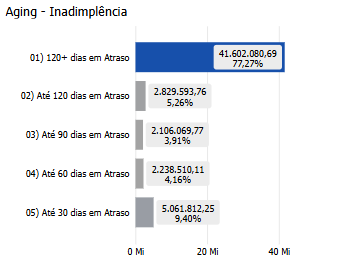 Aging - Inadimplência
01) 120+ dias em Atraso
41.602.080,69
77,27%
02) Até 120 dias em Atraso
2.829.593,76
5,26%
03) Até 90 dias em Atraso
2.106.069,77
3,91%
04) Até 60 dias em Atraso
2.238.510,11
4,16%
05) Até 30 dias em Atraso
5.061.812,25
9,40%
0 Mi 20 Mi 40 Mi